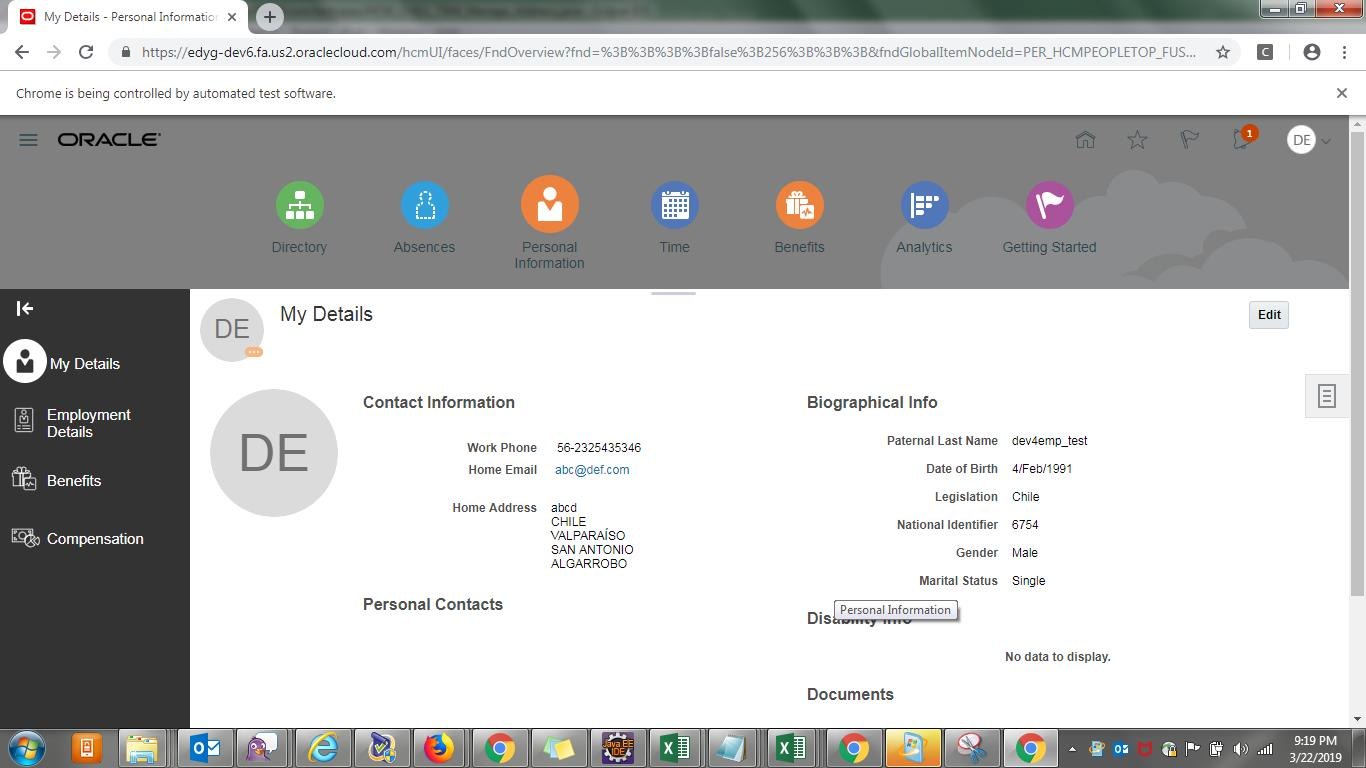 My Details - Personal Information
https://edyg-dev6.fa.us2.oraclecloud.com/hcmUI/faces/FndOverview?fnd=%3B%3B%3B%3Bfalse%3B256%3B%3B%3B&fndGlobalItemNodeId=PER_HCMPEOPLETOP_FUS...
C
Chrome is being controlled by automated test software.
ORACLE
1
DE
Directory
Absences
Personal
Information
Time
Benefits
Analytics
Getting Started
My Details
Employment
Details
Benefits
Compensation
DE
My Details
Edit
DE
Contact Information
Work Phone 56-2325435346
Home Email abc@def.com
Home Address abcd
CHILE
VALPARAÍSO
SAN ANTONIO
ALGARROBO
Personal Contacts
Biographical Info
Paternal Last Name dev4emp_test
Date of Birth 4/Feb/1991
Legislation Chile
National Identifier 6754
Gender Male
Marital Status Single
Personal Information
Disability Info
No data to display.
Documents
Java EE
IDE
9:19 PM
3/22/2019